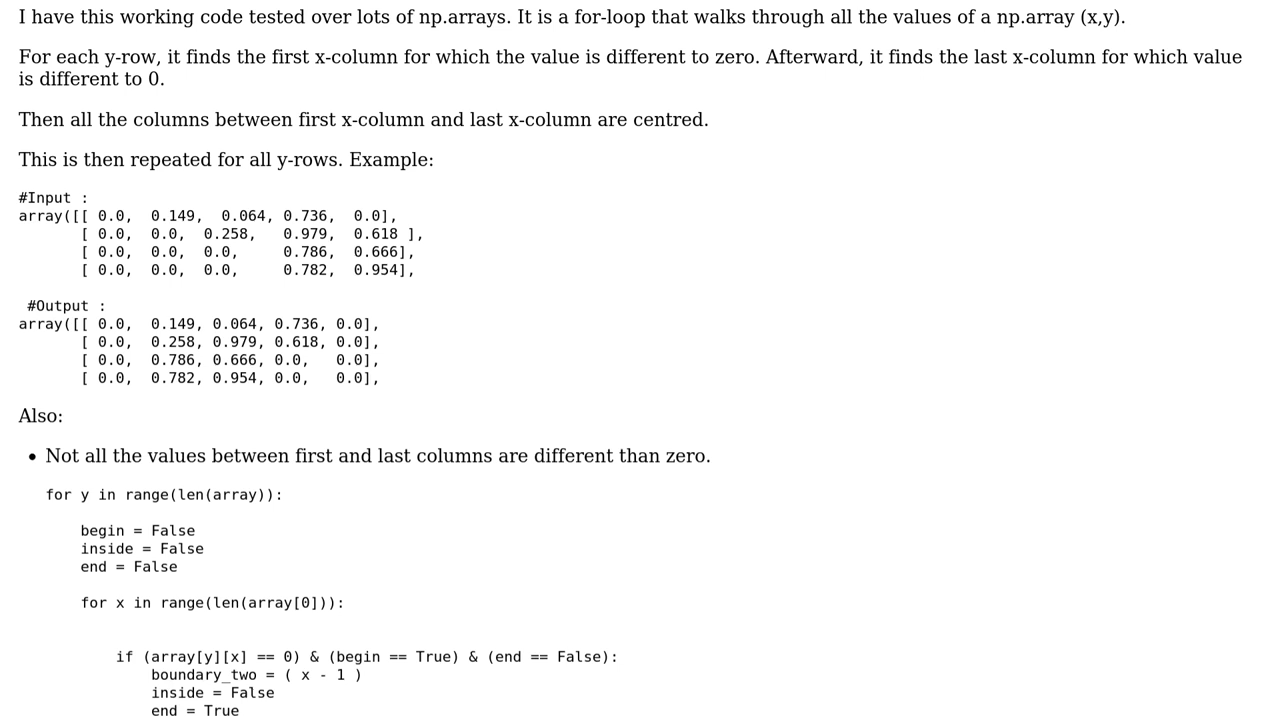 I have this working code tested over lots of np.arrays. It is a for-loop that walks through all the values of a np.array (x,y).
For each y-row, it finds the first x-column for which the value is different to zero. Afterward, it finds the last x-column for which value
is different to 0.
Then all the columns between first x-column and last x-column are centred.
This is then repeated for all y-rows. Example:
#Input :
array([[ 0.0,  0.149,  0.064, 0.736,  0.0],
       [ 0.0,  0.0,  0.258,   0.979,  0.618 ],
       [ 0.0,  0.0,  0.0,     0.786,  0.666],
       [ 0.0,  0.0,  0.0,     0.782,  0.954],
 #Output :
array([[ 0.0,  0.149, 0.064, 0.736, 0.0],
       [ 0.0,  0.258, 0.979, 0.618, 0.0],
       [ 0.0,  0.786, 0.666, 0.0,   0.0],
       [ 0.0,  0.782, 0.954, 0.0,   0.0],
Also:
• Not all the values between first and last columns are different than zero.
for y in range(len(array)):
    begin = False
    inside = False
    end = False
    for x in range(len(array[0])):
        if (array[y][x] == 0) & (begin == True) & (end == False):
            boundary_two = ( x - 1 )
            inside = False
            end = True